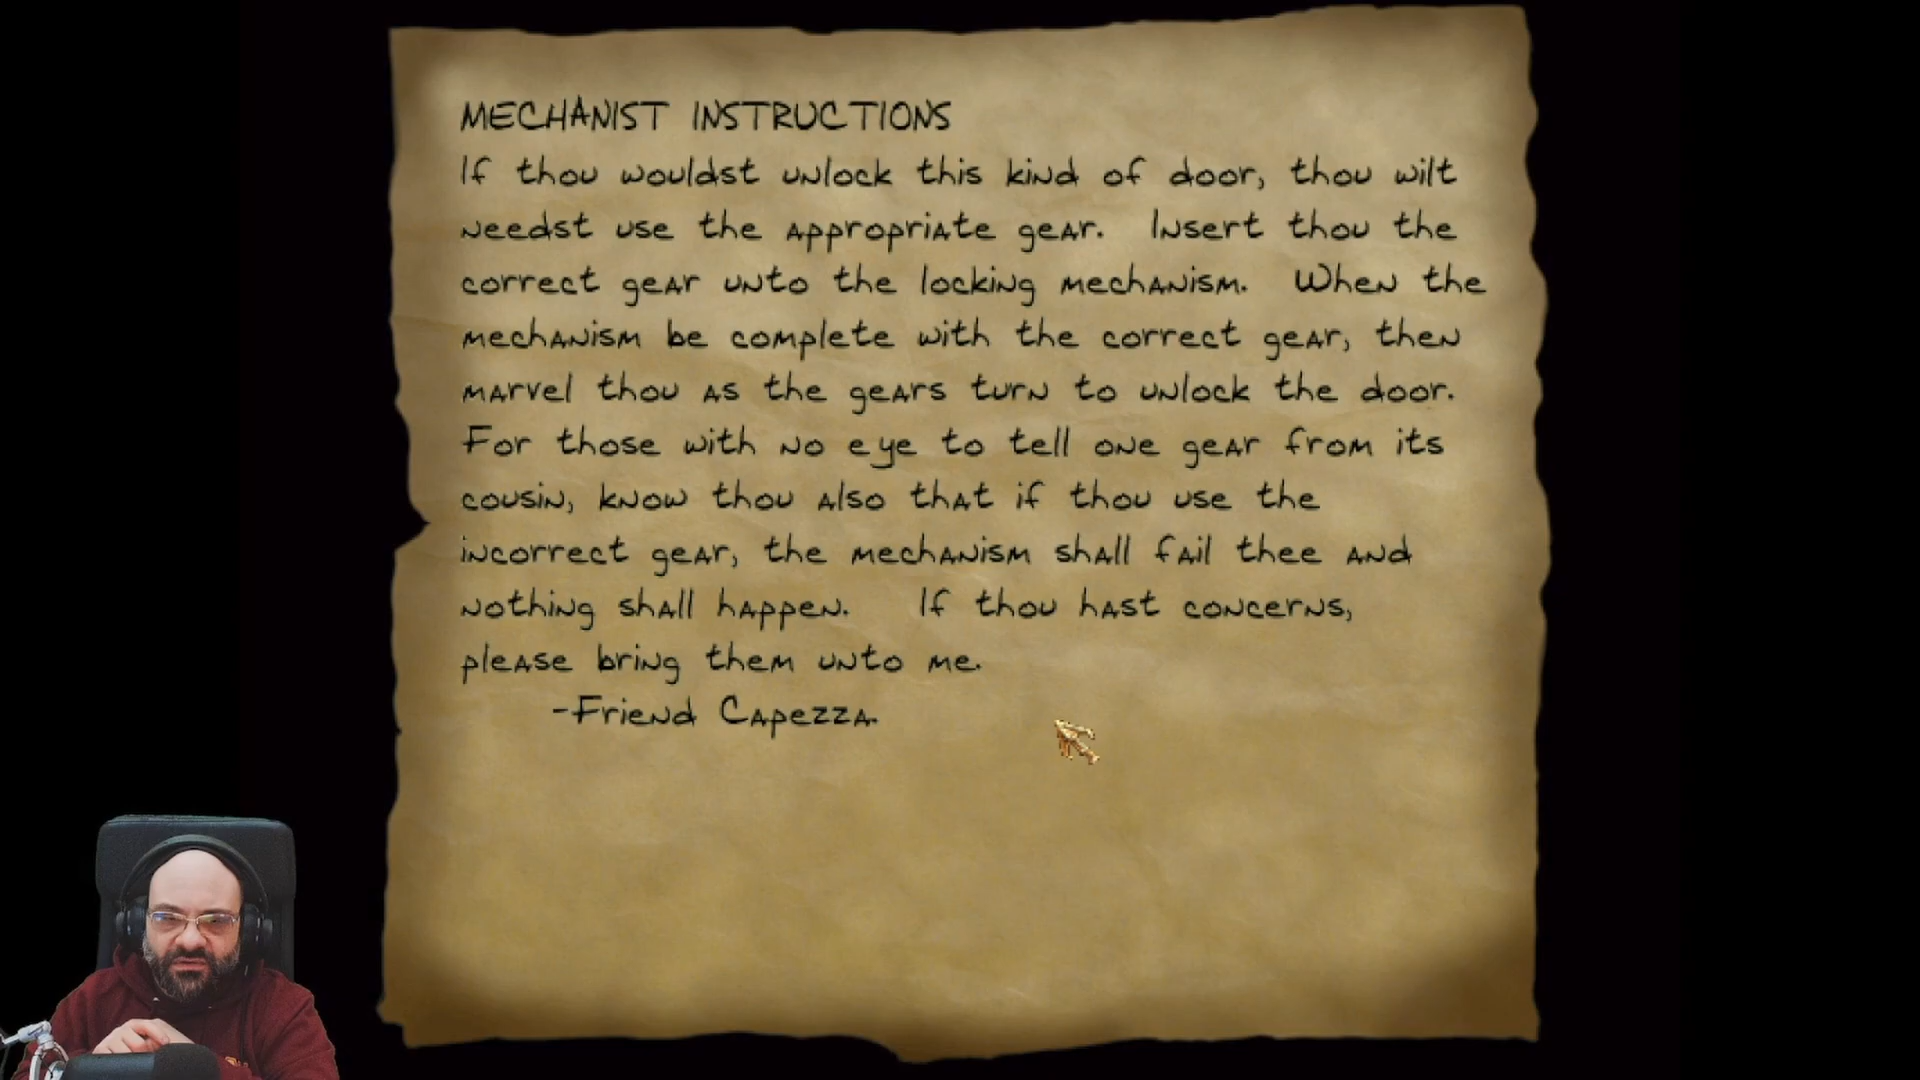 MECHANIST INSTRUCTIONS
If thou wouldst unlock this kind of door, thou wilt
needst use the appropriate gear. Insert thou the
correct gear unto the locking mechanism. When the
mechanism be complete with the correct gear, then
marvel thou as the gears turn to unlock the door.
For those with no eye to tell one gear from its
cousin, know thou also that if thou use the
incorrect gear, the mechanism shall fail thee and
nothing shall happen. If thou hast concerns,
please bring them unto me.
-Friend Capezza.